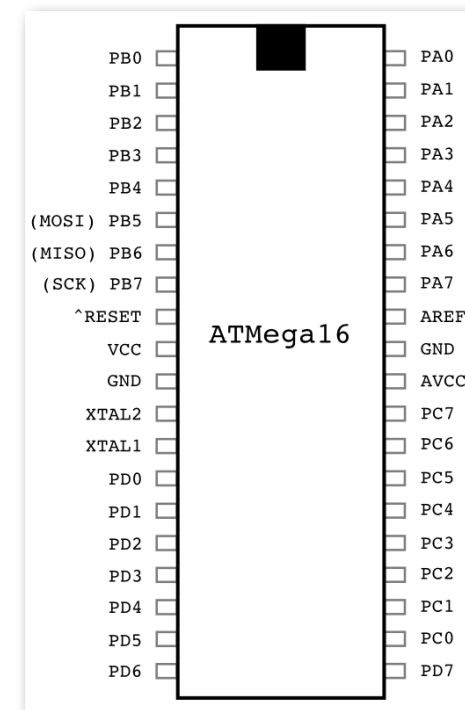 PB0 PA0
PB1 PA1
PB2 PA2
PB3 PA3
PB4 PA4
(MOSI) PB5 PA5
(MISO) PB6 PA6
(SCK) PB7 PA7
^RESET AREF
ATMega16
VCC GND
GND AVCC
XTAL2 PC7
XTAL1 PC6
PD0 PC5
PD1 PC4
PD2 PC3
PD3 PC2
PD4 PC1
PD5 PC0
PD6 PD7